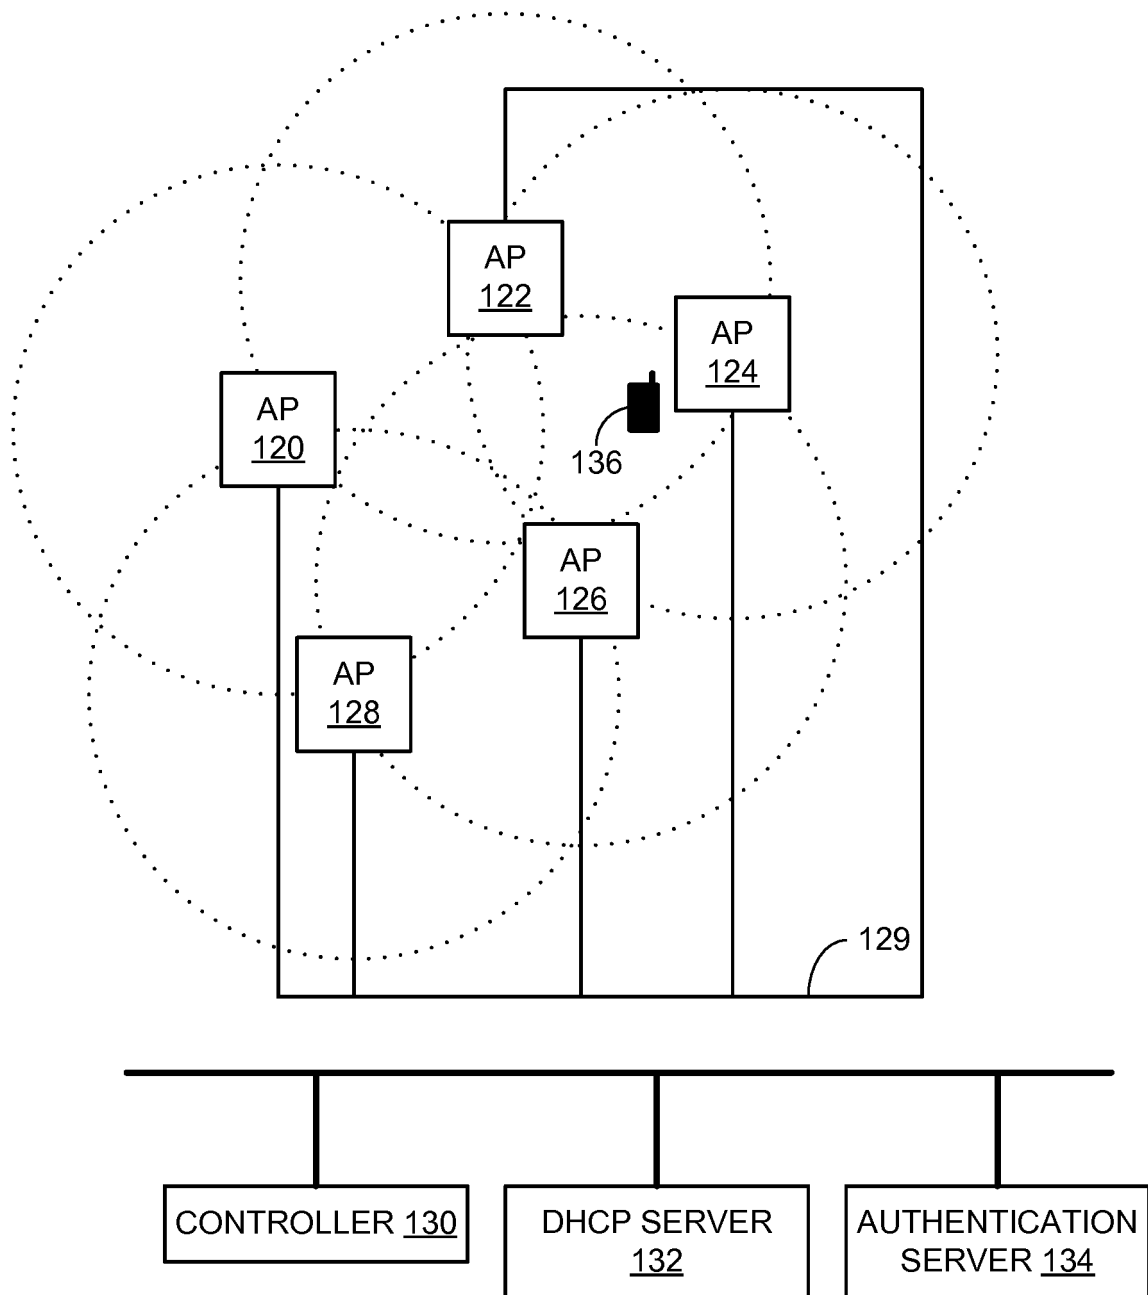 AP
122
AP
124
AP
120
136
AP
126
AP
128
129
CONTROLLER 130
DHCP SERVER
132
AUTHENTICATION
SERVER 134